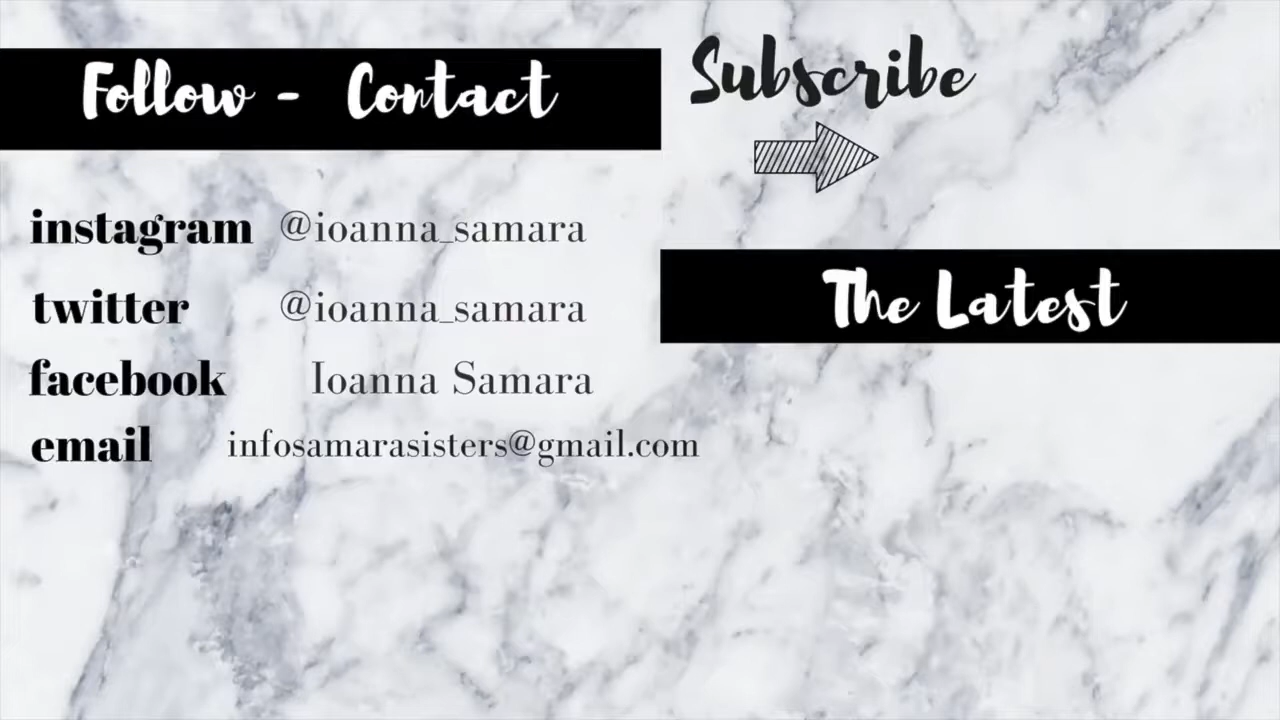 Follow - Contact
Subscribe
instagram @ioanna_samara
twitter @ioanna_samara
facebook Ioanna Samara
email infosamarasisters@gmail.com
The Latest